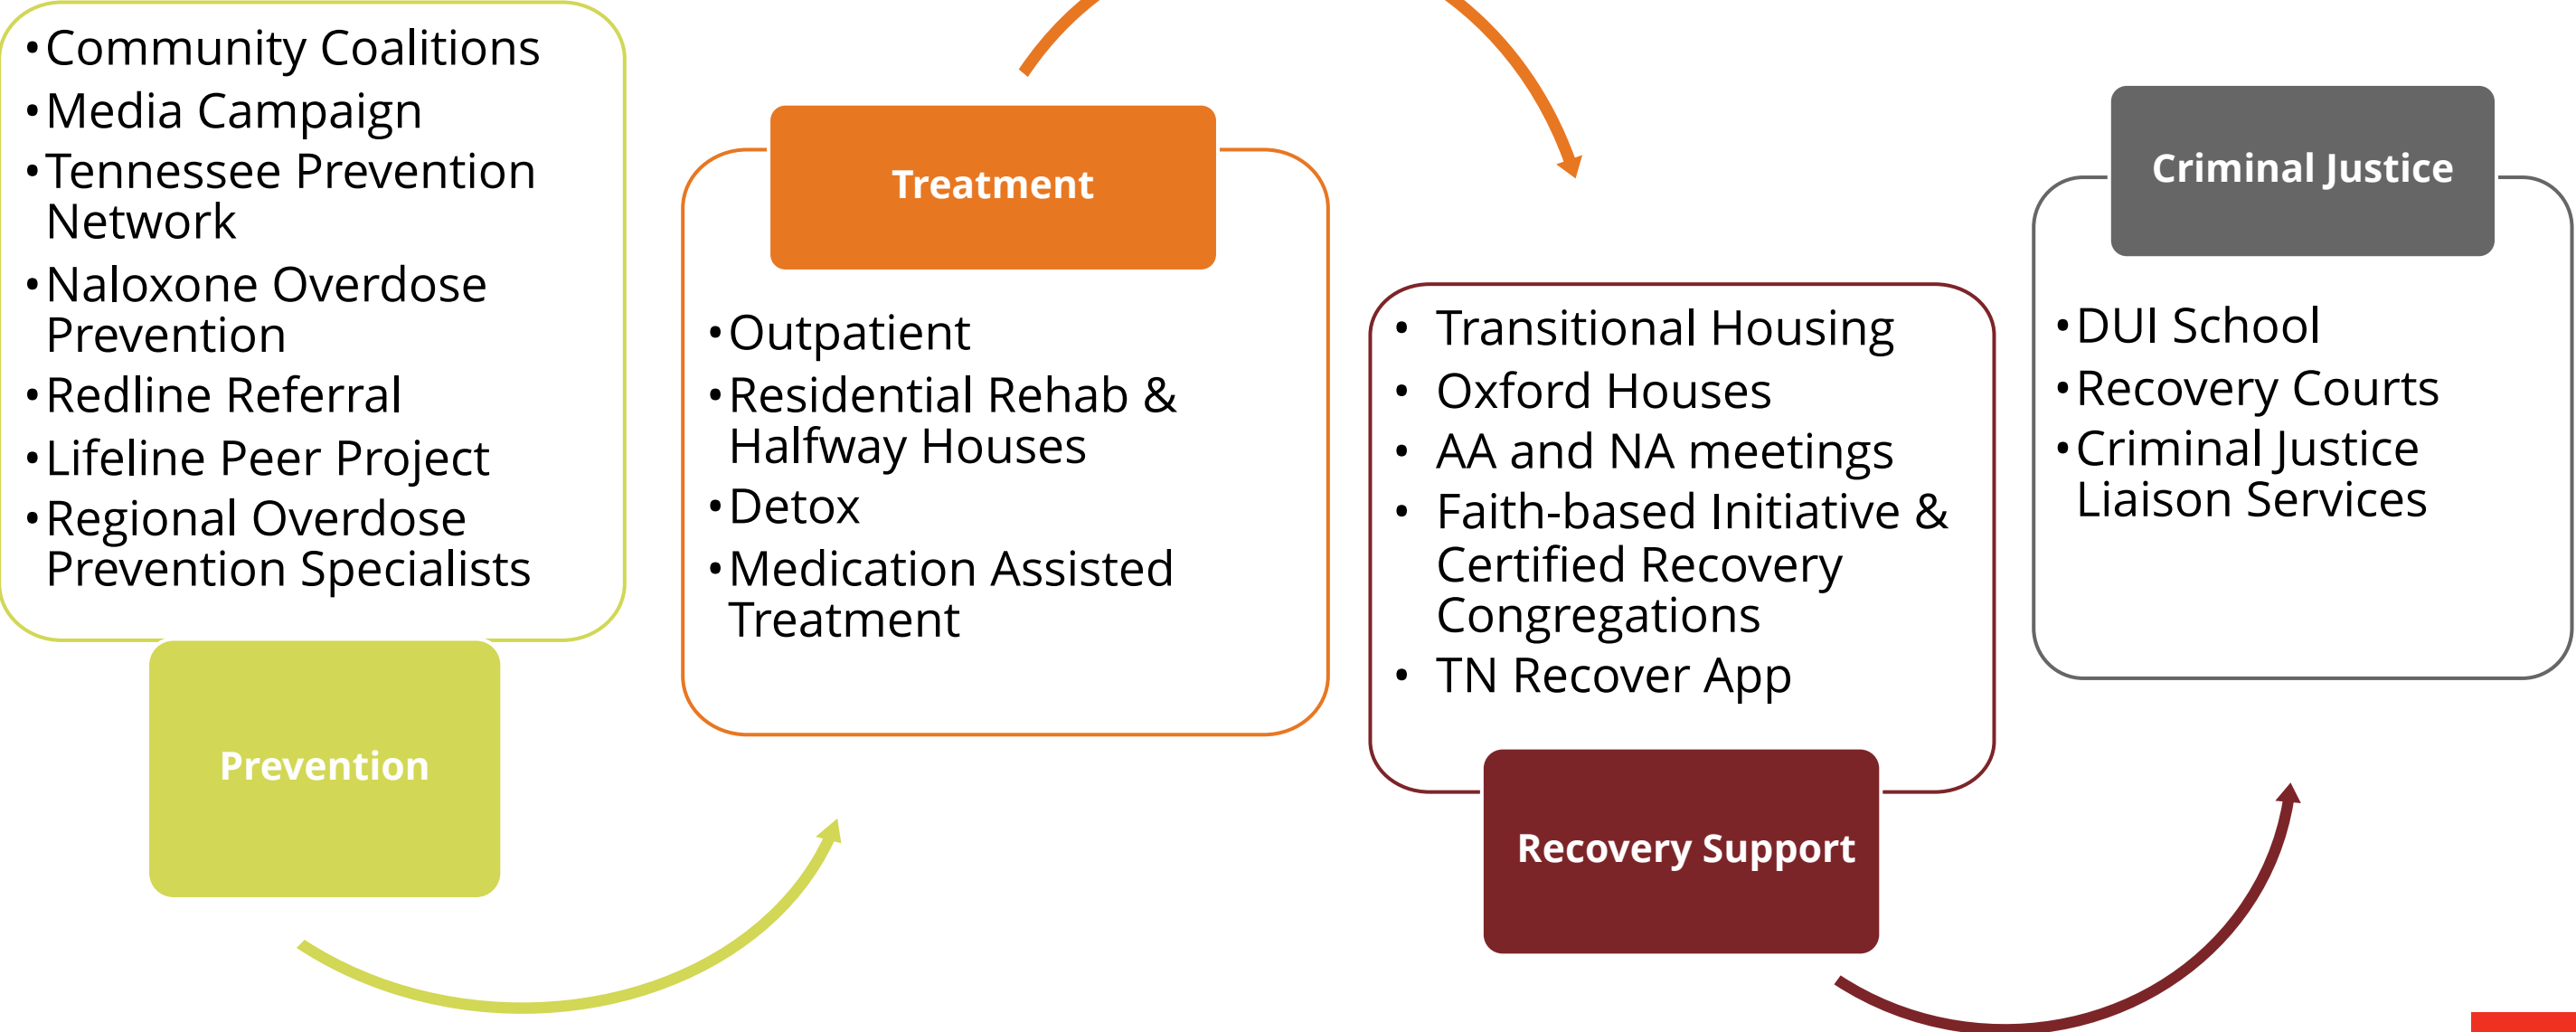 •Community Coalitions
•Media Campaign
•Tennessee Prevention
Network
•Naloxone Overdose
Prevention
•Redline Referral
•Lifeline Peer Project
•Regional Overdose
Prevention Specialists
Prevention
Treatment
•Outpatient
•Residential Rehab &
Halfway Houses
•Detox
•Medication Assisted
Treatment
• Transitional Housing
• Oxford Houses
• AA and NA meetings
• Faith-based Initiative &
Certified Recovery
Congregations
• TN Recover App
Recovery Support
Criminal Justice
•DUI School
•Recovery Courts
•Criminal Justice
Liaison Services